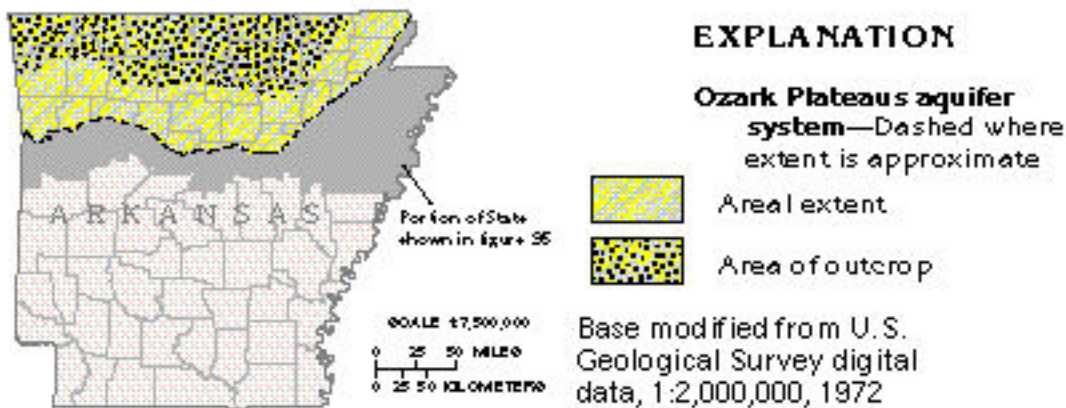 EXPLANATION
Ozark Plateaus aquifer
system—Dashed where
extent is approximate
Areal extent
Area of outcrop
ARKANSAS
Portion of State
shown in figure 95
SCALE 1:7,500,000
0 25 50 MILES
0 25 50 KILOMETERS
Base modified from U.S.
Geological Survey digital
data, 1:2,000,000, 1972